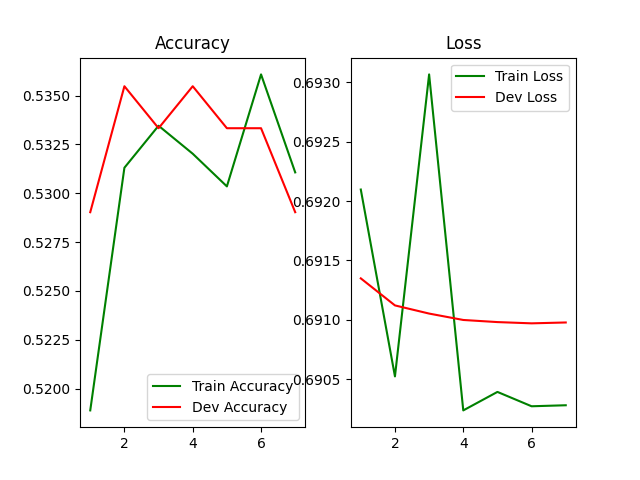 Accuracy
0.5350
0.5325
0.5300
0.5275
0.5250
0.5225
0.5200
2 4 6
Train Accuracy
Dev Accuracy
Loss
0.6930
0.6925
0.6920
0.6915
0.6910
0.6905
2 4 6
Train Loss
Dev Loss